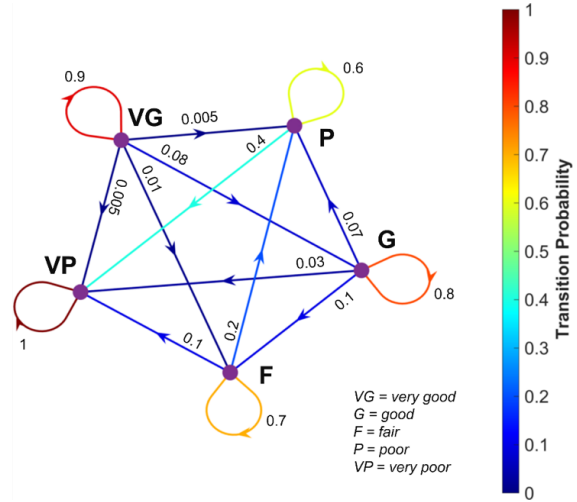 0.9
VG
0.005
0.6
P
0.4
0.08
0.01
0.005
0.07
G
VP
0.03
0.8
0.1
1
0.2
0.1
F
0.7
VG = very good
G = good
F = fair
P = poor
VP = very poor
1
0.9
0.8
0.7
0.6
0.5
0.4
0.3
0.2
0.1
0
Transition Probability